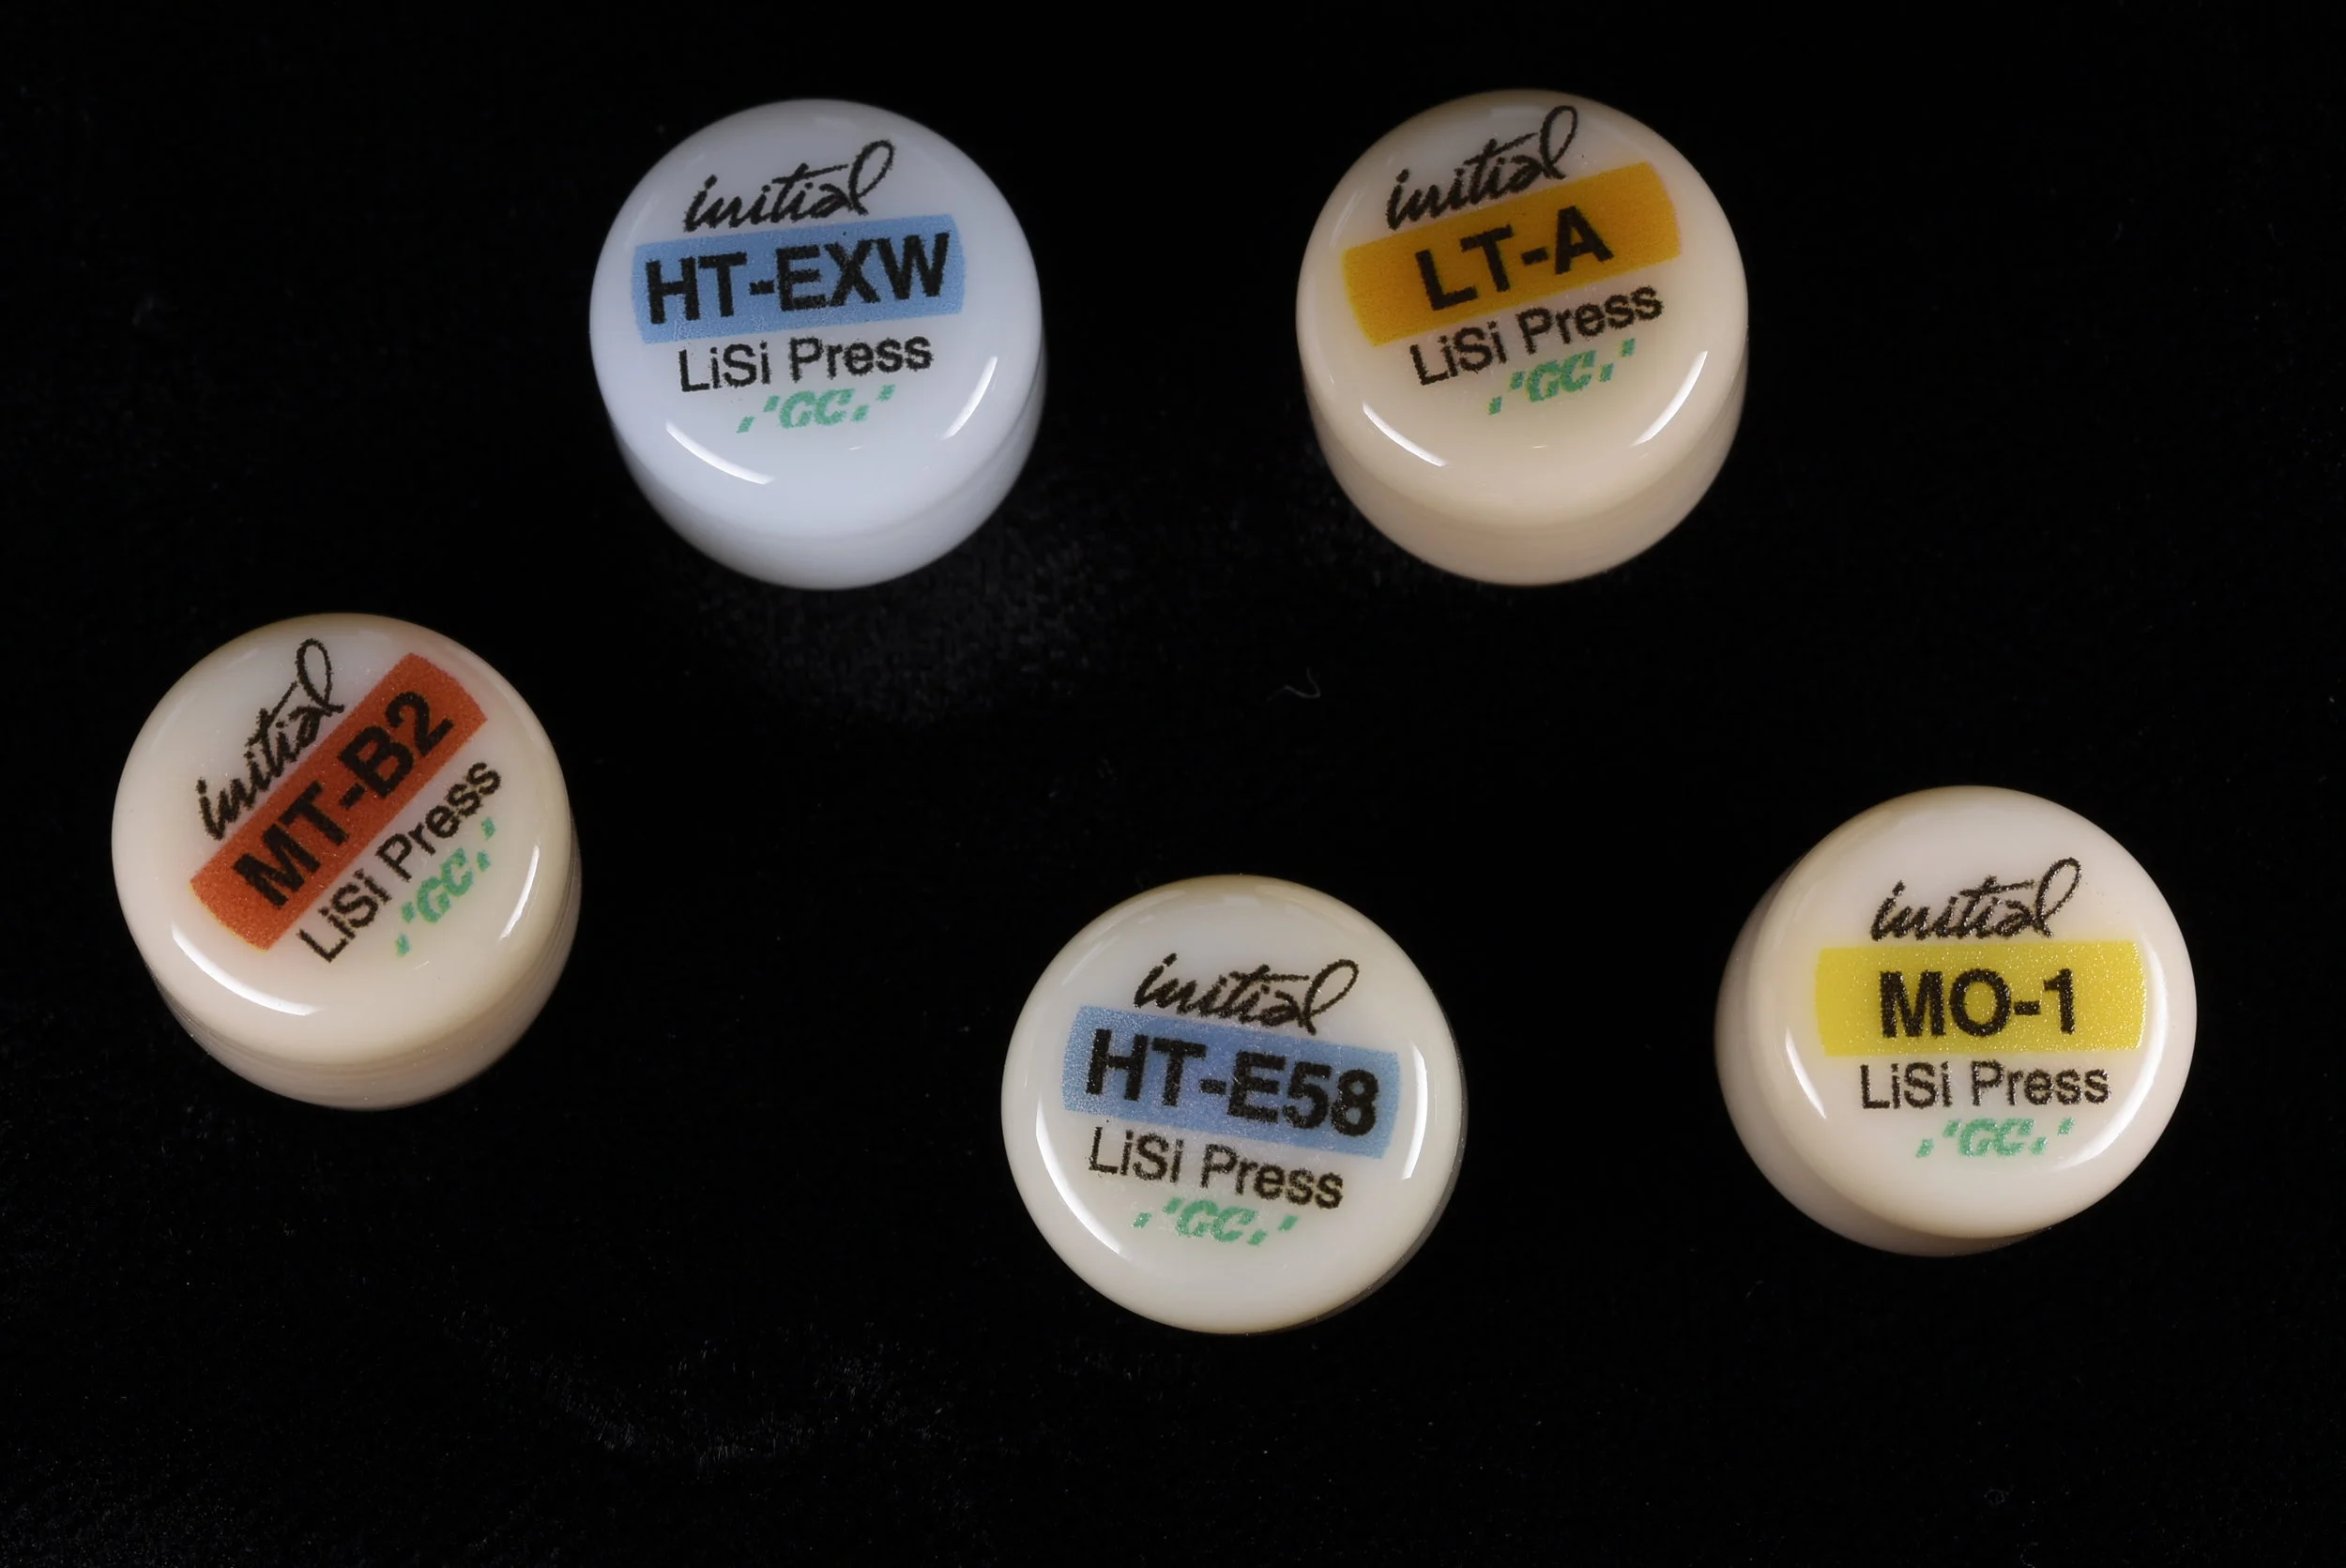 initial
HT-EXW
LiSi Press
GC
initial
LT-A
LiSi Press
GC
initial
MT-B2
LiSi Press
GC
initial
HT-E58
LiSi Press
GC
initial
MO-1
LiSi Press
GC